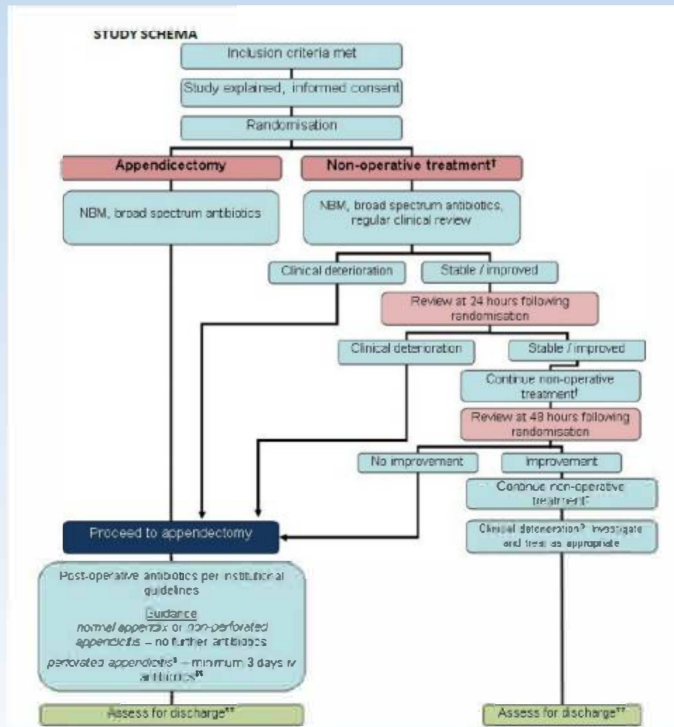 STUDY SCHEMA
Inclusion criteria met
Study explained, informed consent
Randomisation
Appendicectomy
Non-operative treatment†
NBM, broad spectrum antibiotics
NBM, broad spectrum antibiotics,
regular clinical review
Clinical deterioration
Stable / improved
Review at 24 hours following
randomisation
Clinical deterioration
Stable / improved
Continue non-operative
treatment†
Review at 48 hours following
randomisation
No improvement
Improvement
Continue non-operative
treatment
Clinical deterioration? Investigate
and treat as appropriate
Proceed to appendectomy
Post-operative antibiotics per institutional
guidelines
Guidance
normal appendix or non-perforated
appendicitis – no further antibiotics
perforated appendicitis – minimum 3 days iv
antibiotics
Assess for discharge**
Assess for discharge**